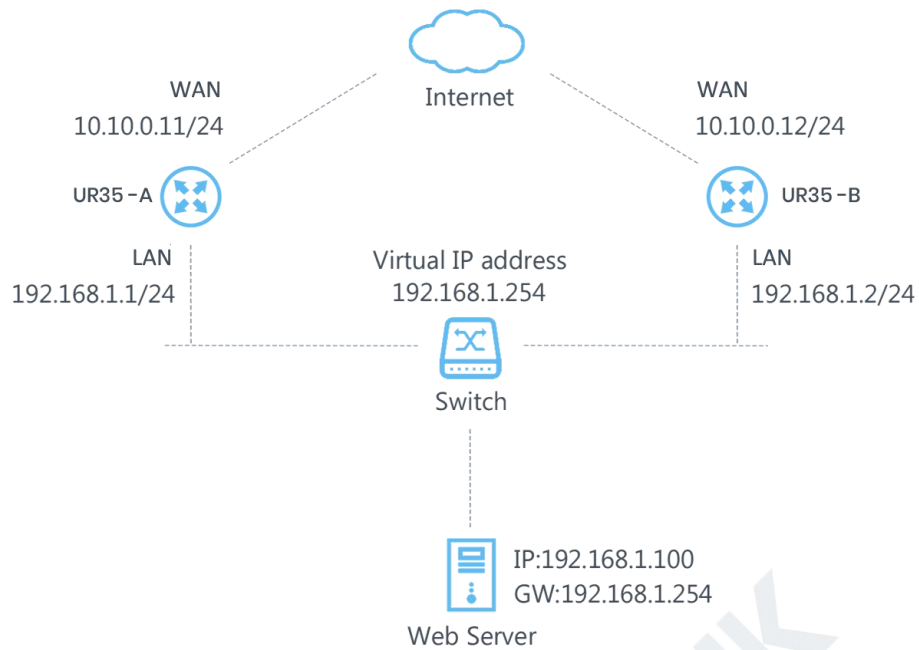 Internet
WAN
10.10.0.11/24
WAN
10.10.0.12/24
UR35-A
UR35-B
LAN
192.168.1.1/24
Virtual IP address
192.168.1.254
LAN
192.168.1.2/24
Switch
IP:192.168.1.100
GW:192.168.1.254
Web Server